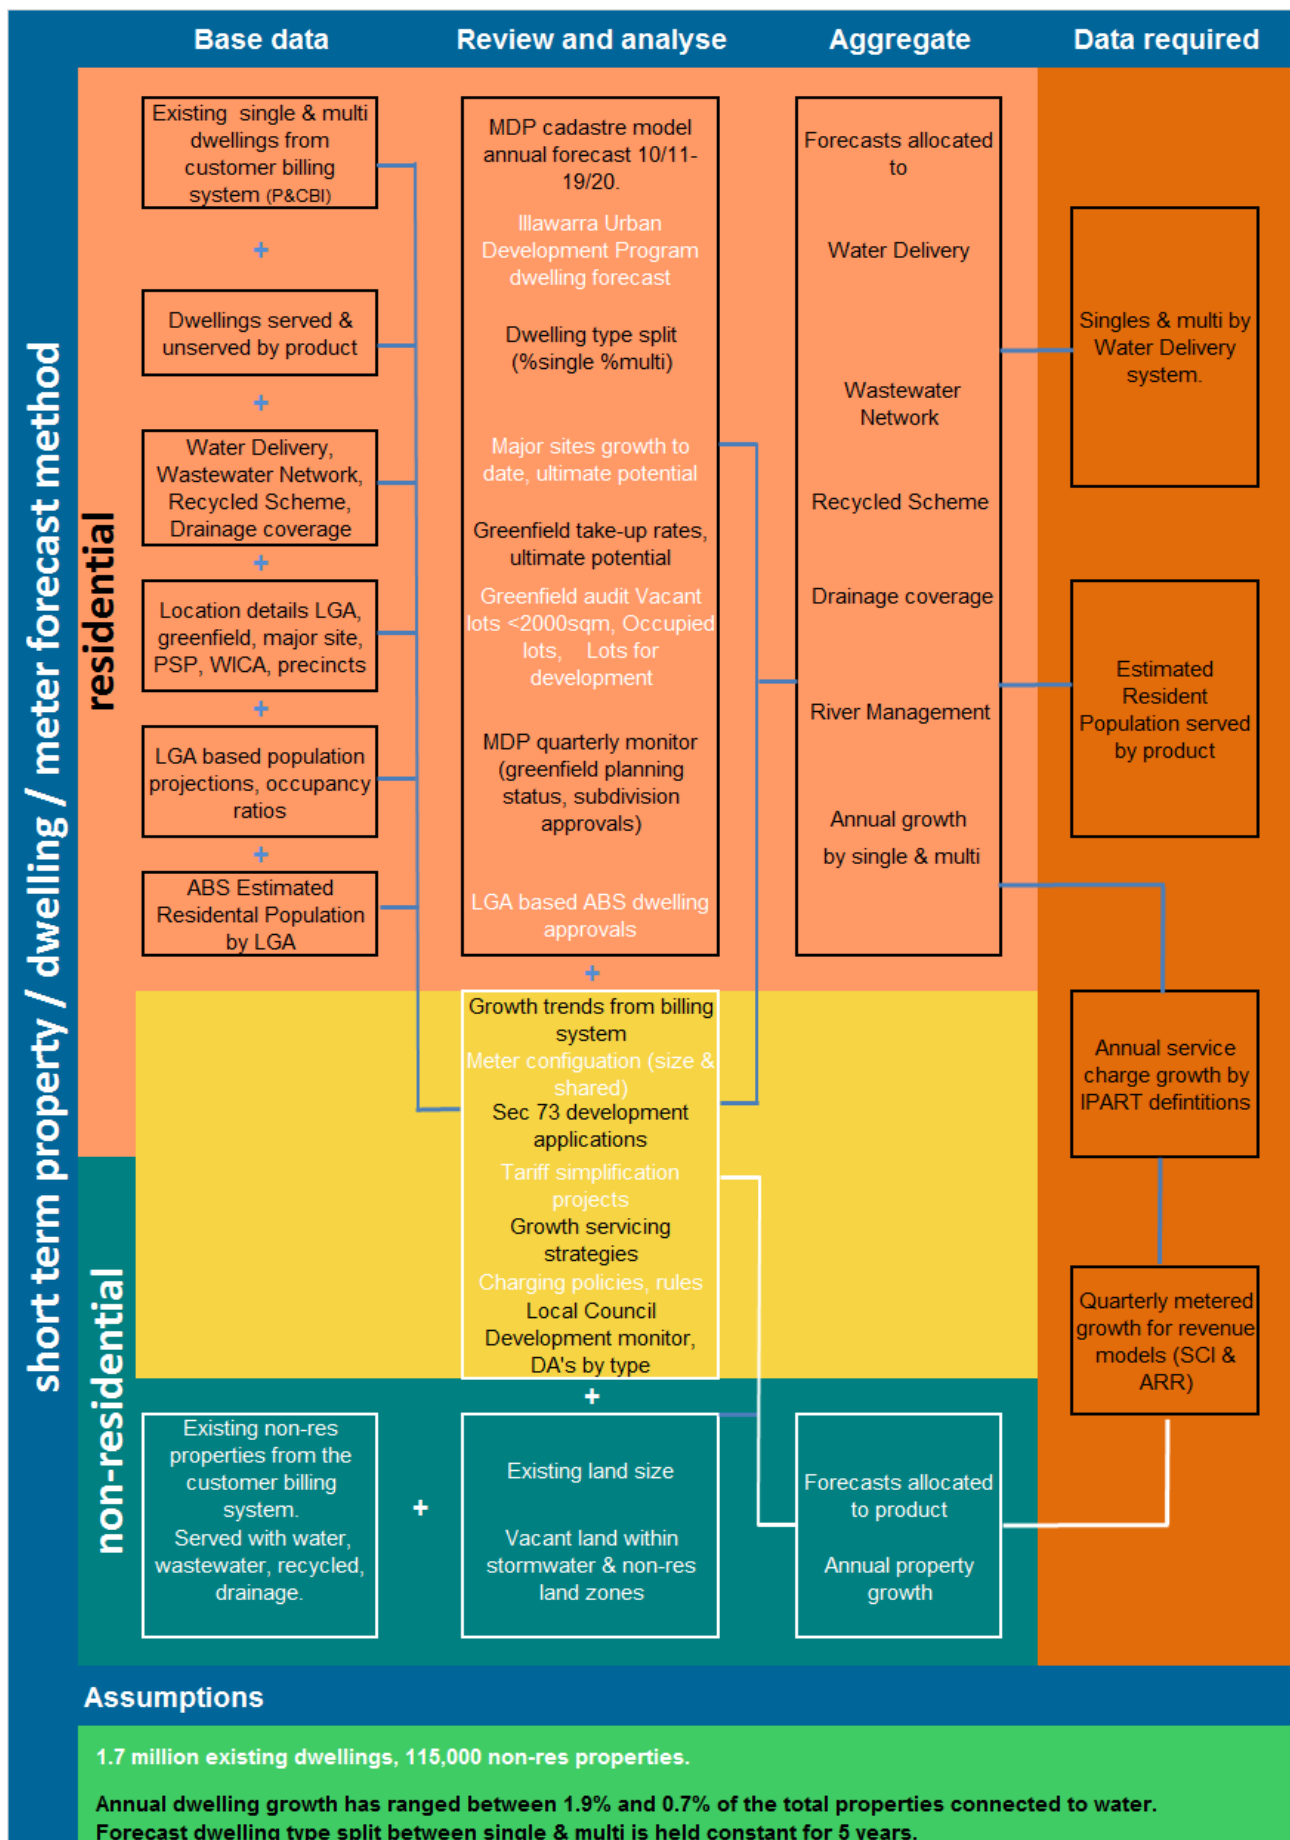 Base data
Review and analyse
Aggregate
Data required
short term property / dwelling / meter forecast method
residential
Existing single & multi
dwellings from
customer billing
system (P&CBI)
+
Dwellings served &
unserved by product
+
Water Delivery,
Wastewater Network,
Recycled Scheme,
Drainage coverage
+
Location details LGA,
greenfield, major site,
PSP, WICA, precincts
+
LGA based population
projections, occupancy
ratios
+
ABS Estimated
Residental Population
by LGA
MDP cadastre model
annual forecast 10/11-
19/20.
Illawarra Urban
Development Program
dwelling forecast
Dwelling type split
(%single %multi)
Major sites growth to
date, ultimate potential
Greenfield take-up rates,
ultimate potential
Greenfield audit Vacant
lots <2000sqm, Occupied
lots, Lots for
development
MDP quarterly monitor
(greenfield planning
status, subdivision
approvals)
LGA based ABS dwelling
approvals
+
Growth trends from billing
system
Meter configuation (size &
shared)
Sec 73 development
applications
Tariff simplification
projects
Growth servicing
strategies
Charging policies, rules
Local Council
Development monitor,
DA's by type
+
Forecasts allocated
to
Water Delivery
Wastewater
Network
Recycled Scheme
Drainage coverage
River Management
Annual growth
by single & multi
Singles & multi by
Water Delivery
system.
Estimated
Resident
Population served
by product
Annual service
charge growth by
IPART defintitions
Quarterly metered
growth for revenue
models (SCI &
ARR)
non-residential
Existing non-res
properties from the
customer billing
system.
Served with water,
wastewater, recycled,
drainage.
+
Existing land size
Vacant land within
stormwater & non-res
land zones
Forecasts allocated
to product
Annual property
growth
Assumptions
1.7 million existing dwellings, 115,000 non-res properties.
Annual dwelling growth has ranged between 1.9% and 0.7% of the total properties connected to water.
Forecast dwelling type split between single & multi is held constant for 5 years.